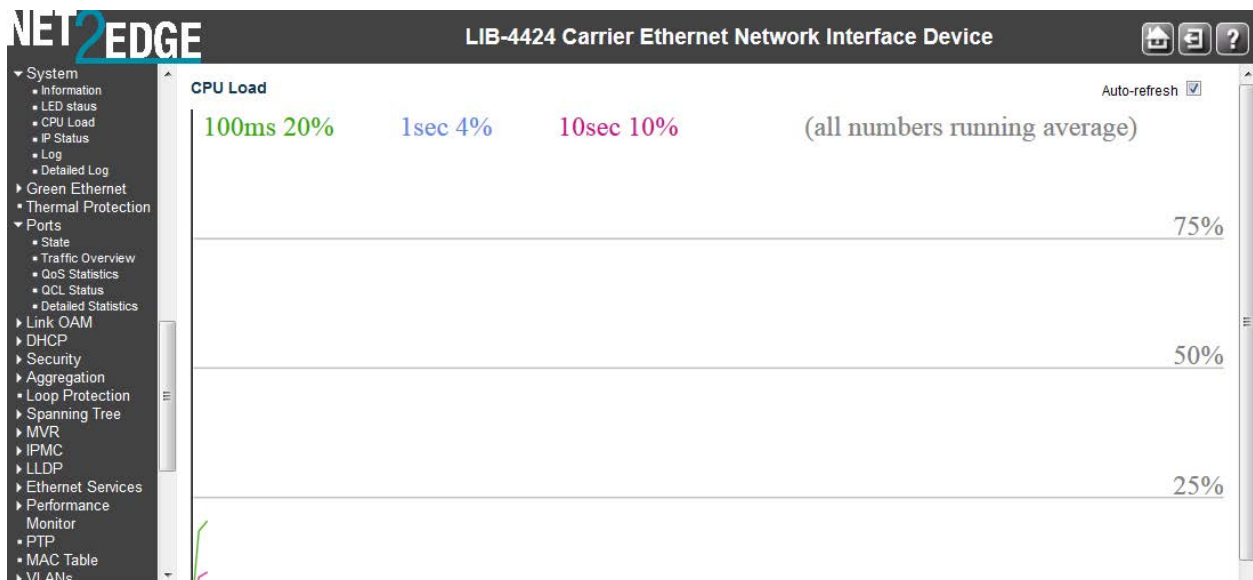 NET2EDGE
LIB-4424 Carrier Ethernet Network Interface Device
?
System
Information
LED staus
CPU Load
IP Status
Log
Detailed Log
Green Ethernet
Thermal Protection
Ports
State
Traffic Overview
QoS Statistics
QCL Status
Detailed Statistics
Link OAM
DHCP
Security
Aggregation
Loop Protection
Spanning Tree
MVR
IPMC
LLDP
Ethernet Services
Performance
Monitor
PTP
MAC Table
VLANs
CPU Load
Auto-refresh
100ms 20% 1sec 4% 10sec 10% (all numbers running average)
75%
50%
25%